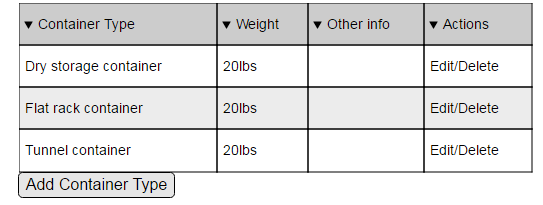 ▼ Container Type ▼ Weight ▼ Other info ▼ Actions
Dry storage container 20lbs Edit/Delete
Flat rack container 20lbs Edit/Delete
Tunnel container 20lbs Edit/Delete
Add Container Type